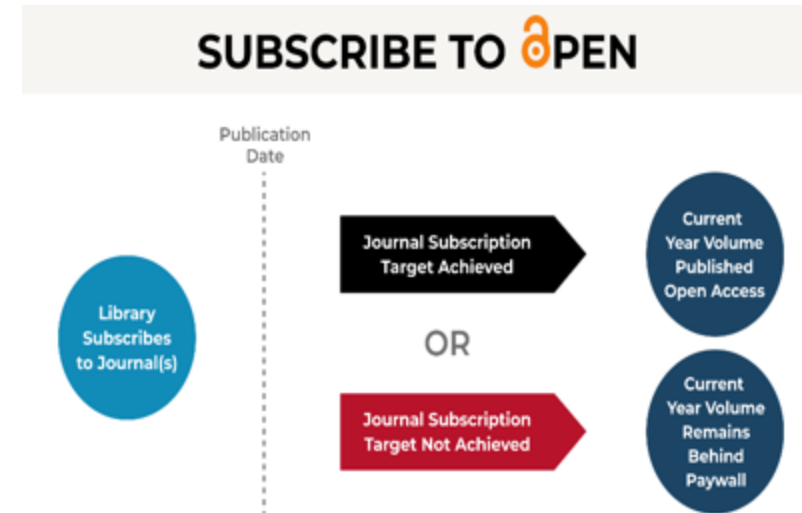 SUBSCRIBE TO OPEN
Publication
Date
Library
Subscribes
to Journal(s)
Journal Subscription
Target Achieved
Current
Year Volume
Published
Open Access
OR
Journal Subscription
Target Not Achieved
Current
Year Volume
Remains
Behind
Paywall